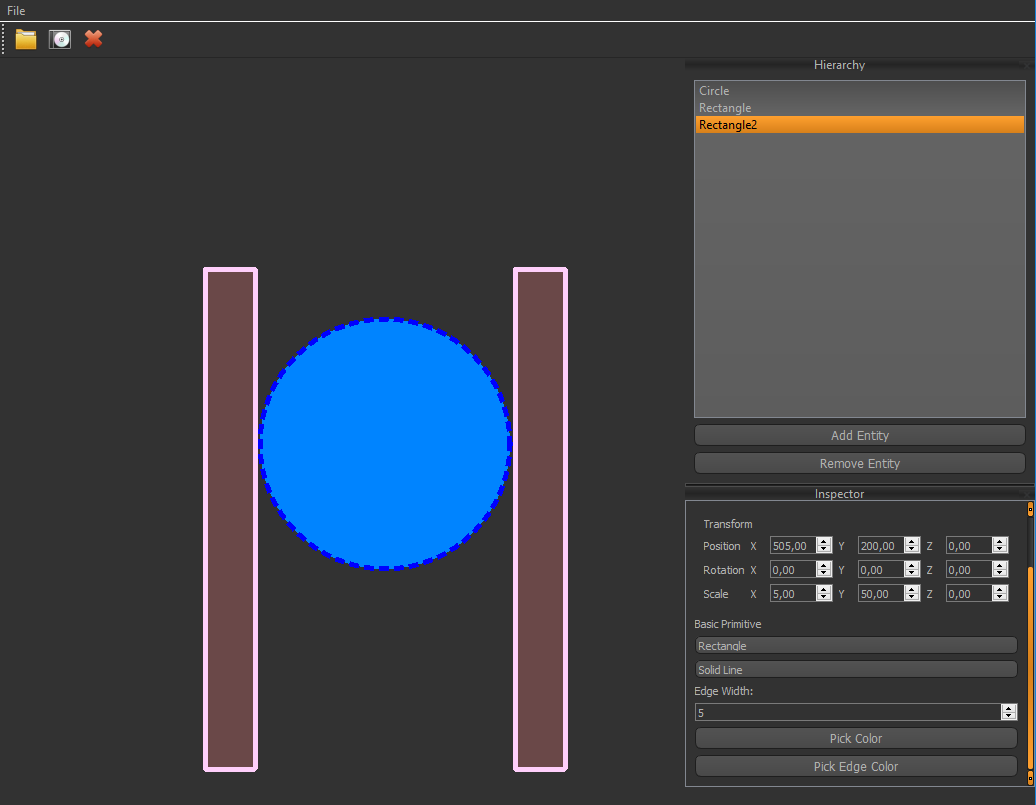 File
Hierarchy
Circle
Rectangle
Rectangle2
Add Entity
Remove Entity
Inspector
Transform
Position X 505,00 Y 200,00 Z 0,00
Rotation X 0,00 Y 0,00 Z 0,00
Scale X 5,00 Y 50,00 Z 0,00
Basic Primitive
Rectangle
Solid Line
Edge Width:
5
Pick Color
Pick Edge Color